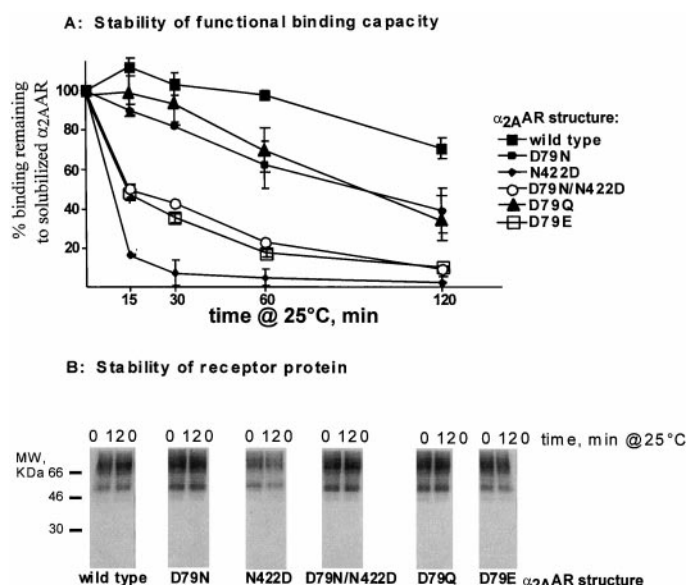 A: Stability of functional binding capacity
% binding remaining
to solubilized α2AAR
100
80
60
40
20
15 30 60 120
time @ 25°C, min
α2AAR structure:
wild type
D79N
N422D
D79N/N422D
D79Q
D79E
B: Stability of receptor protein
0 120 0 120 0 120 0 120 0 120 0 120 time, min @25°C
MW,
KDa 66
46
30
wild type D79N N422D D79N/N422D D79Q D79E α2AAR structure